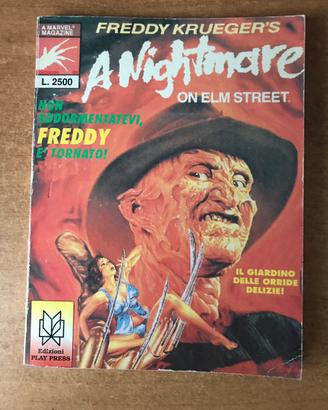 A MARVEL®
MAGAZINE
FREDDY KRUEGER'S
A Nightmare
ON ELM STREET™
L. 2500
NON
ADDORMENTATEVI,
FREDDY
E' TORNATO!
IL GIARDINO
DELLE ORRIDE
DELIZIE!
Edizioni
PLAY PRESS